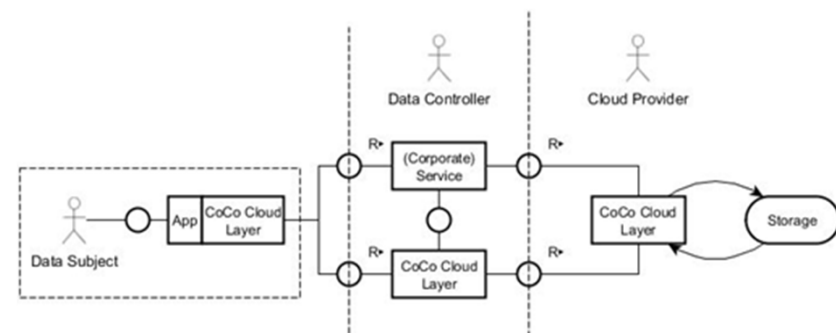 Data Controller
Cloud Provider
R▸
R▸
(Corporate)
Service
Data Subject
App
CoCo Cloud
Layer
CoCo Cloud
Layer
Storage
R▸
R▸
CoCo Cloud
Layer